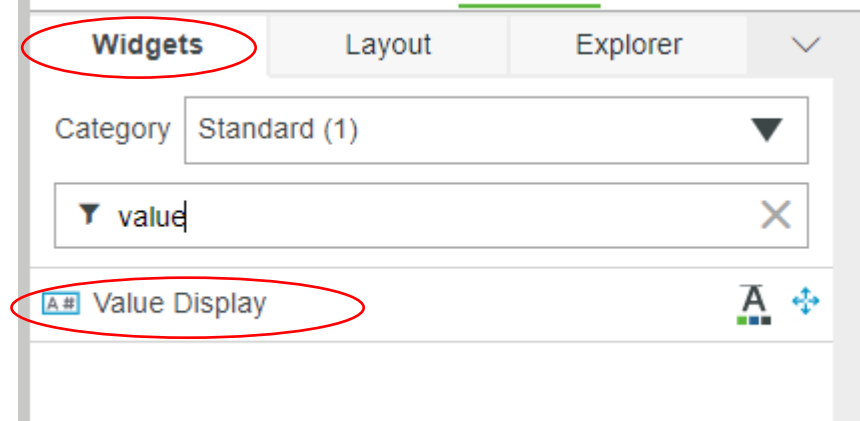 Widgets Layout Explorer
Category Standard (1)
value
A# Value Display A